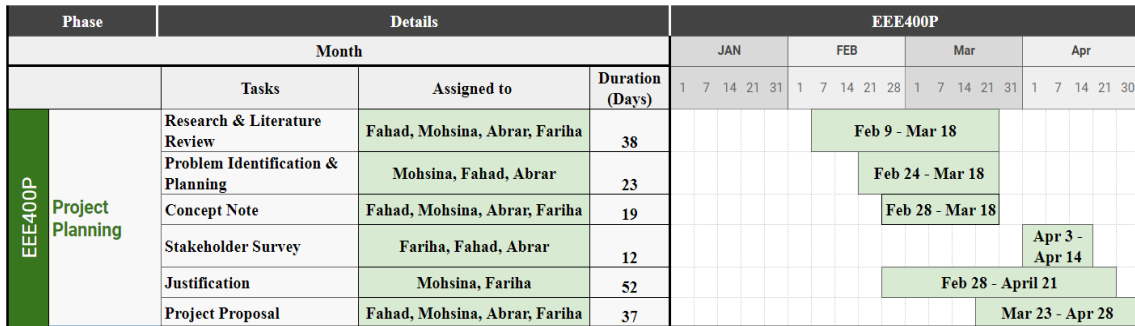 Phase Details EEE400P
Month JAN FEB Mar Apr
Tasks Assigned to Duration (Days) 1 7 14 21 31 1 7 14 21 28 1 7 14 21 31 1 7 14 21 30
EEE400P
Project Planning
Research & Literature Review Fahad, Mohsina, Abrar, Fariha 38 Feb 9 - Mar 18
Problem Identification & Planning Mohsina, Fahad, Abrar 23 Feb 24 - Mar 18
Concept Note Fahad, Mohsina, Abrar, Fariha 19 Feb 28 - Mar 18
Stakeholder Survey Fariha, Fahad, Abrar 12 Apr 3 - Apr 14
Justification Mohsina, Fariha 52 Feb 28 - April 21
Project Proposal Fahad, Mohsina, Abrar, Fariha 37 Mar 23 - Apr 28